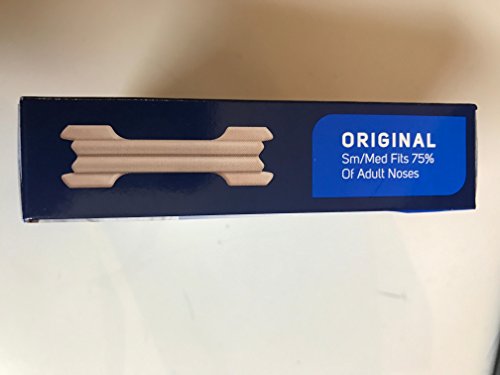 ORIGINAL
Sm/Med Fits 75%
Of Adult Noses